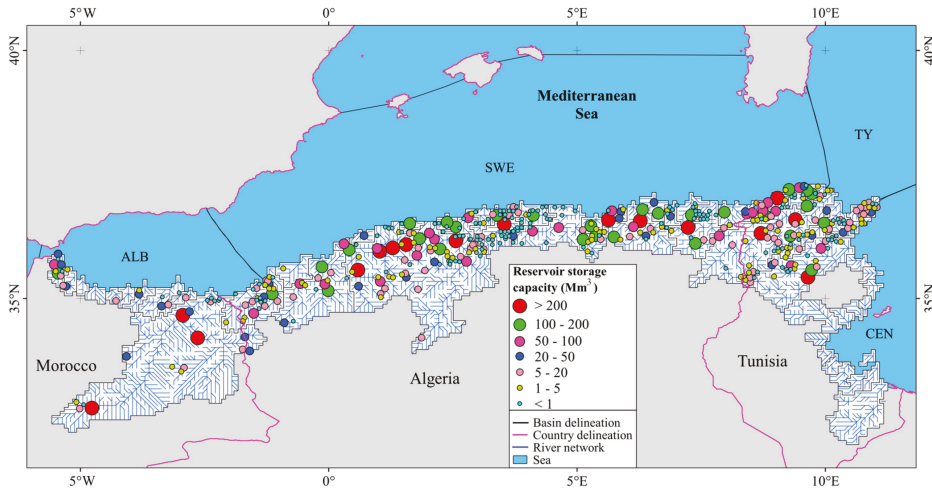 5°W 0° 5°E 10°E
40°N 40°N
Mediterranean
Sea
TY
SWE
ALB
35°N 35°N
CEN
Morocco Algeria Tunisia
Reservoir storage
capacity (Mm³)
> 200
100 - 200
50 - 100
20 - 50
5 - 20
1 - 5
< 1
Basin delineation
Country delineation
River network
Sea
5°W 0° 5°E 10°E